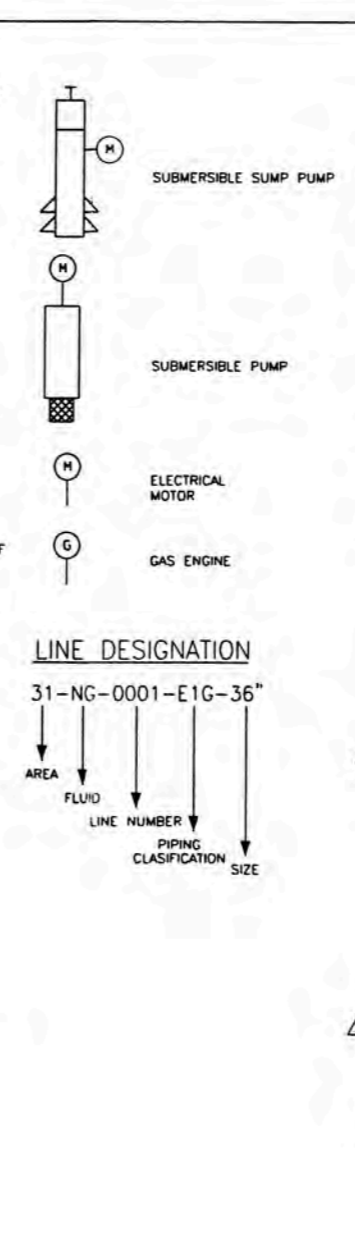 M
SUBMERSIBLE SUMP PUMP
M
SUBMERSIBLE PUMP
M
ELECTRICAL
MOTOR
G
GAS ENGINE
LINE DESIGNATION
31-NG-0001-E1G-36"
AREA
FLUID
LINE NUMBER
PIPING
CLASIFICATION
SIZE